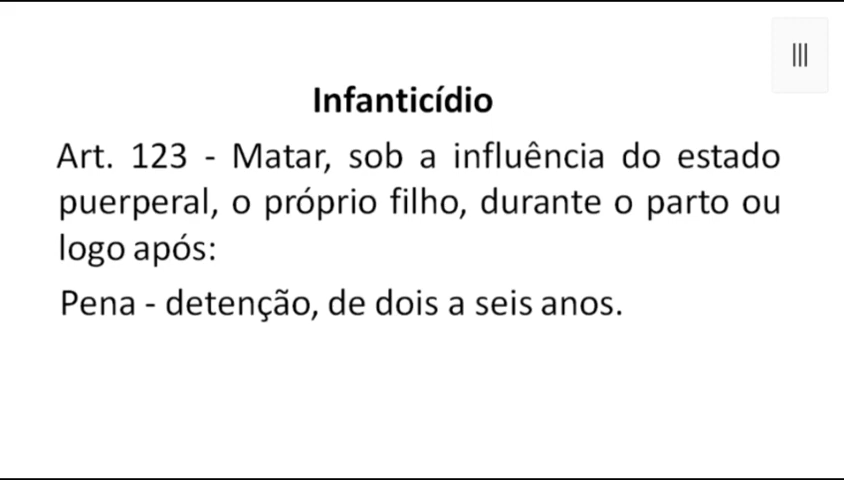 Infanticídio
Art. 123 - Matar, sob a influência do estado
puerperal, o próprio filho, durante o parto ou
logo após:
Pena - detenção, de dois a seis anos.